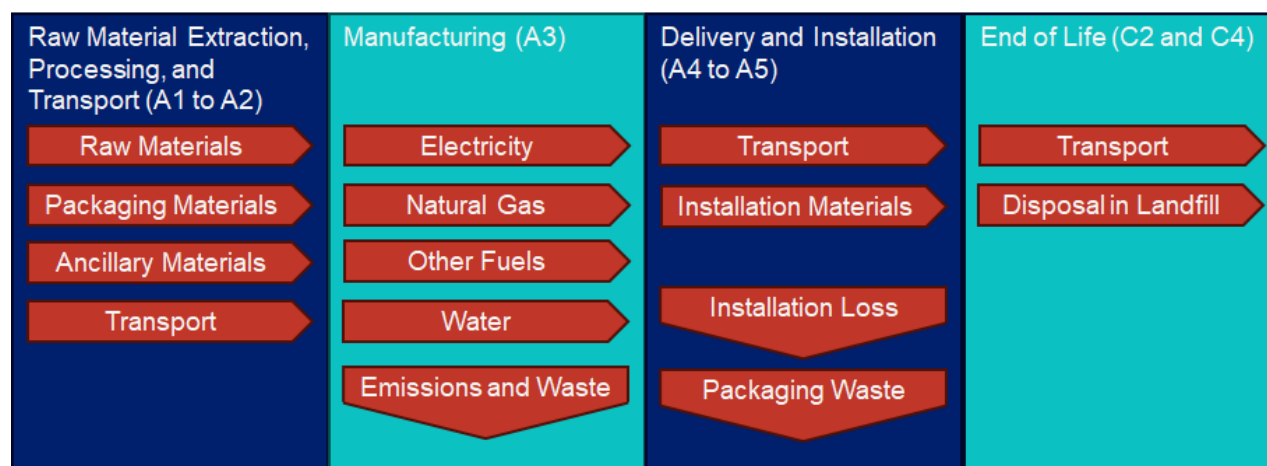 Raw Material Extraction,
Processing, and
Transport (A1 to A2)
Raw Materials
Packaging Materials
Ancillary Materials
Transport
Manufacturing (A3)
Electricity
Natural Gas
Other Fuels
Water
Emissions and Waste
Delivery and Installation
(A4 to A5)
Transport
Installation Materials
Installation Loss
Packaging Waste
End of Life (C2 and C4)
Transport
Disposal in Landfill